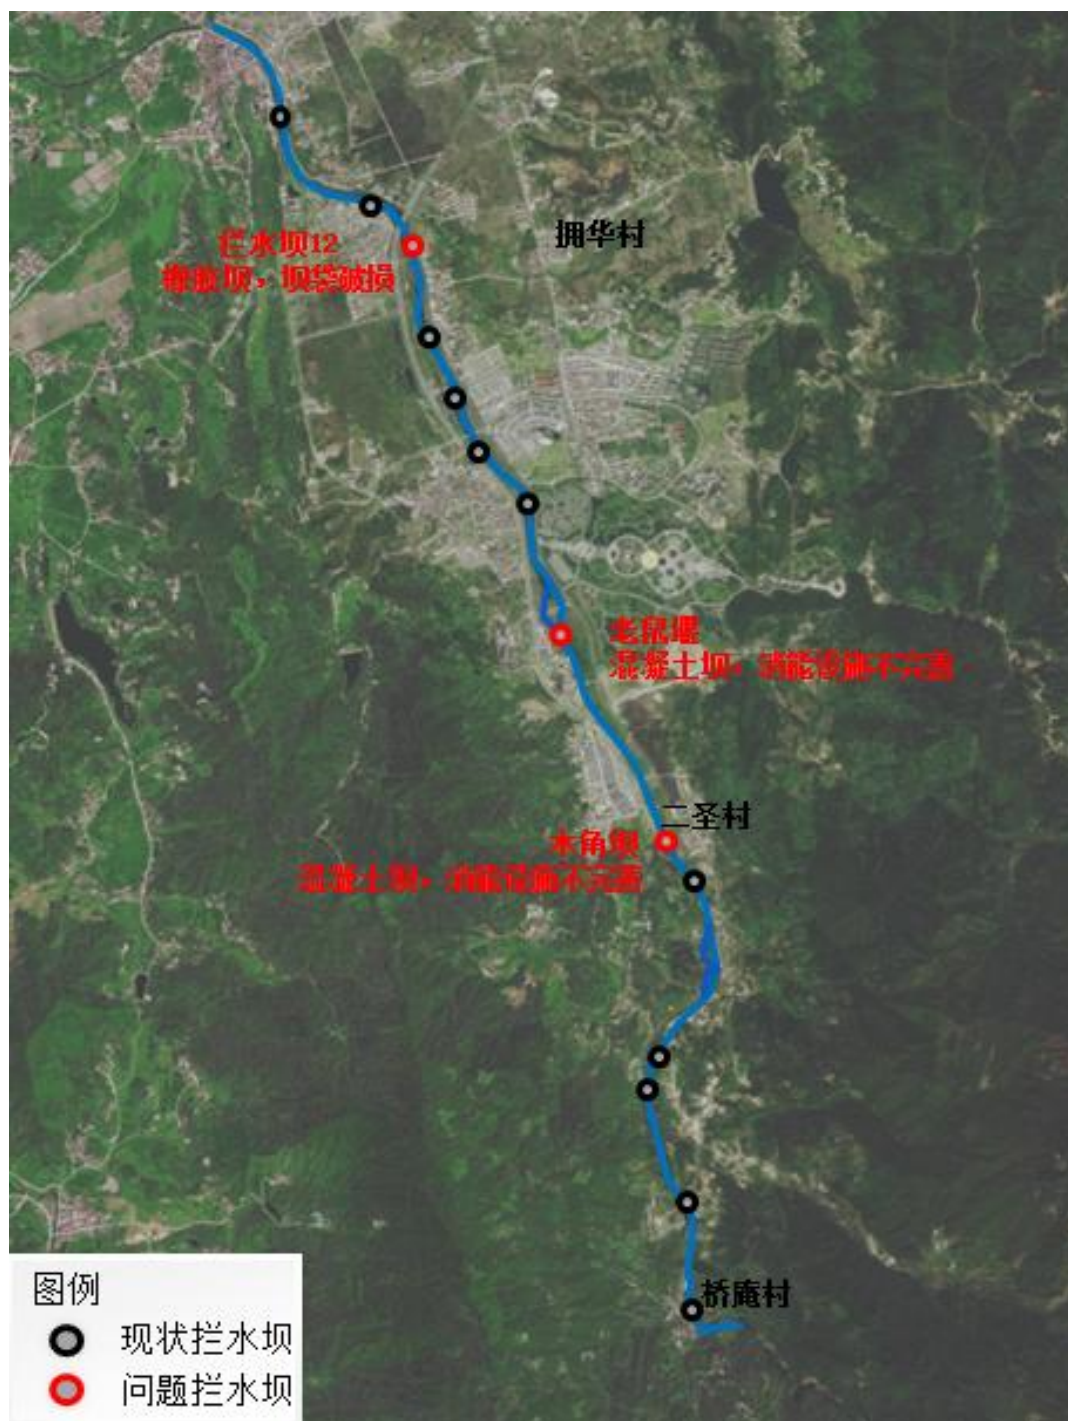 拥华村
拦水坝12
橡胶坝，坝袋破损
老鼠堰
混凝土坝，消能设施不完善
二圣村
木角坝
混凝土坝，消能设施不完善
桥庵村
图例
现状拦水坝
问题拦水坝